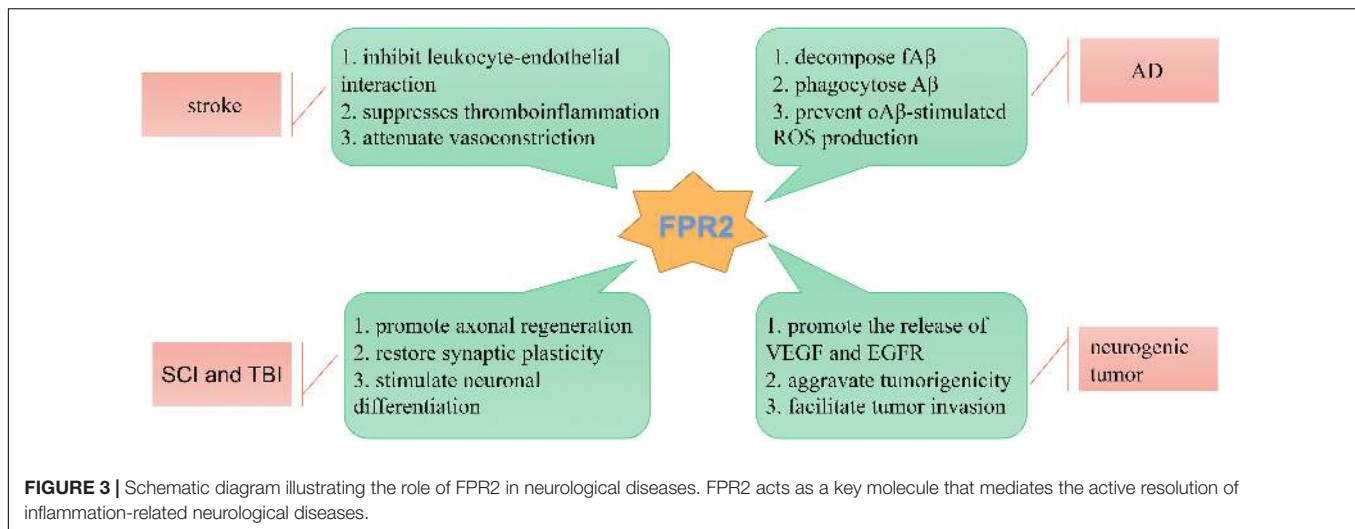 stroke
1. inhibit leukocyte-endothelial
interaction
2. suppresses thromboinflammation
3. attenuate vasoconstriction
1. decompose fAβ
2. phagocytose Aβ
3. prevent oAβ-stimulated
ROS production
AD
FPR2
SCI and TBI
1. promote axonal regeneration
2. restore synaptic plasticity
3. stimulate neuronal
differentiation
1. promote the release of
VEGF and EGFR
2. aggravate tumorigenicity
3. facilitate tumor invasion
neurogenic
tumor
FIGURE 3 | Schematic diagram illustrating the role of FPR2 in neurological diseases. FPR2 acts as a key molecule that mediates the active resolution of
inflammation-related neurological diseases.